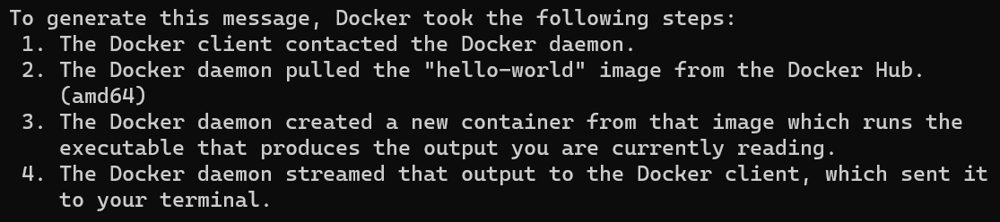 To generate this message, Docker took the following steps:
1. The Docker client contacted the Docker daemon.
2. The Docker daemon pulled the "hello-world" image from the Docker Hub.
(amd64)
3. The Docker daemon created a new container from that image which runs the
executable that produces the output you are currently reading.
4. The Docker daemon streamed that output to the Docker client, which sent it
to your terminal.